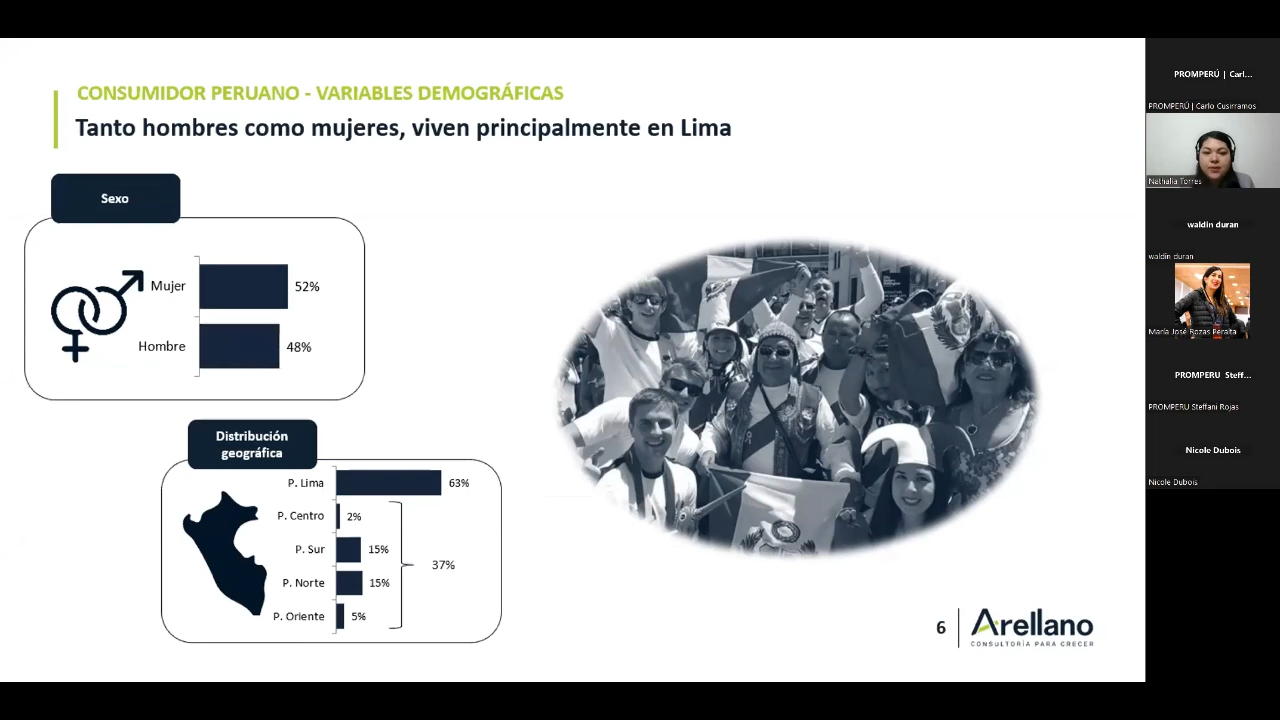 CONSUMIDOR PERUANO - VARIABLES DEMOGRÁFICAS
Tanto hombres como mujeres, viven principalmente en Lima
Sexo
Mujer
52%
Hombre
48%
Distribución
geográfica
P. Lima
63%
P. Centro
2%
P. Sur
15%
37%
P. Norte
15%
P. Oriente
5%
6
Arellano
CONSULTORÍA PARA CRECER
PROMPERÚ | Carl...
PROMPERÚ | Carlo Cusirramos
Nathalia Torres
waldin duran
waldin duran
María José Rozas Peralta
PROMPERU Steff...
PROMPERU Steffani Rojas
Nicole Dubois
Nicole Dubois